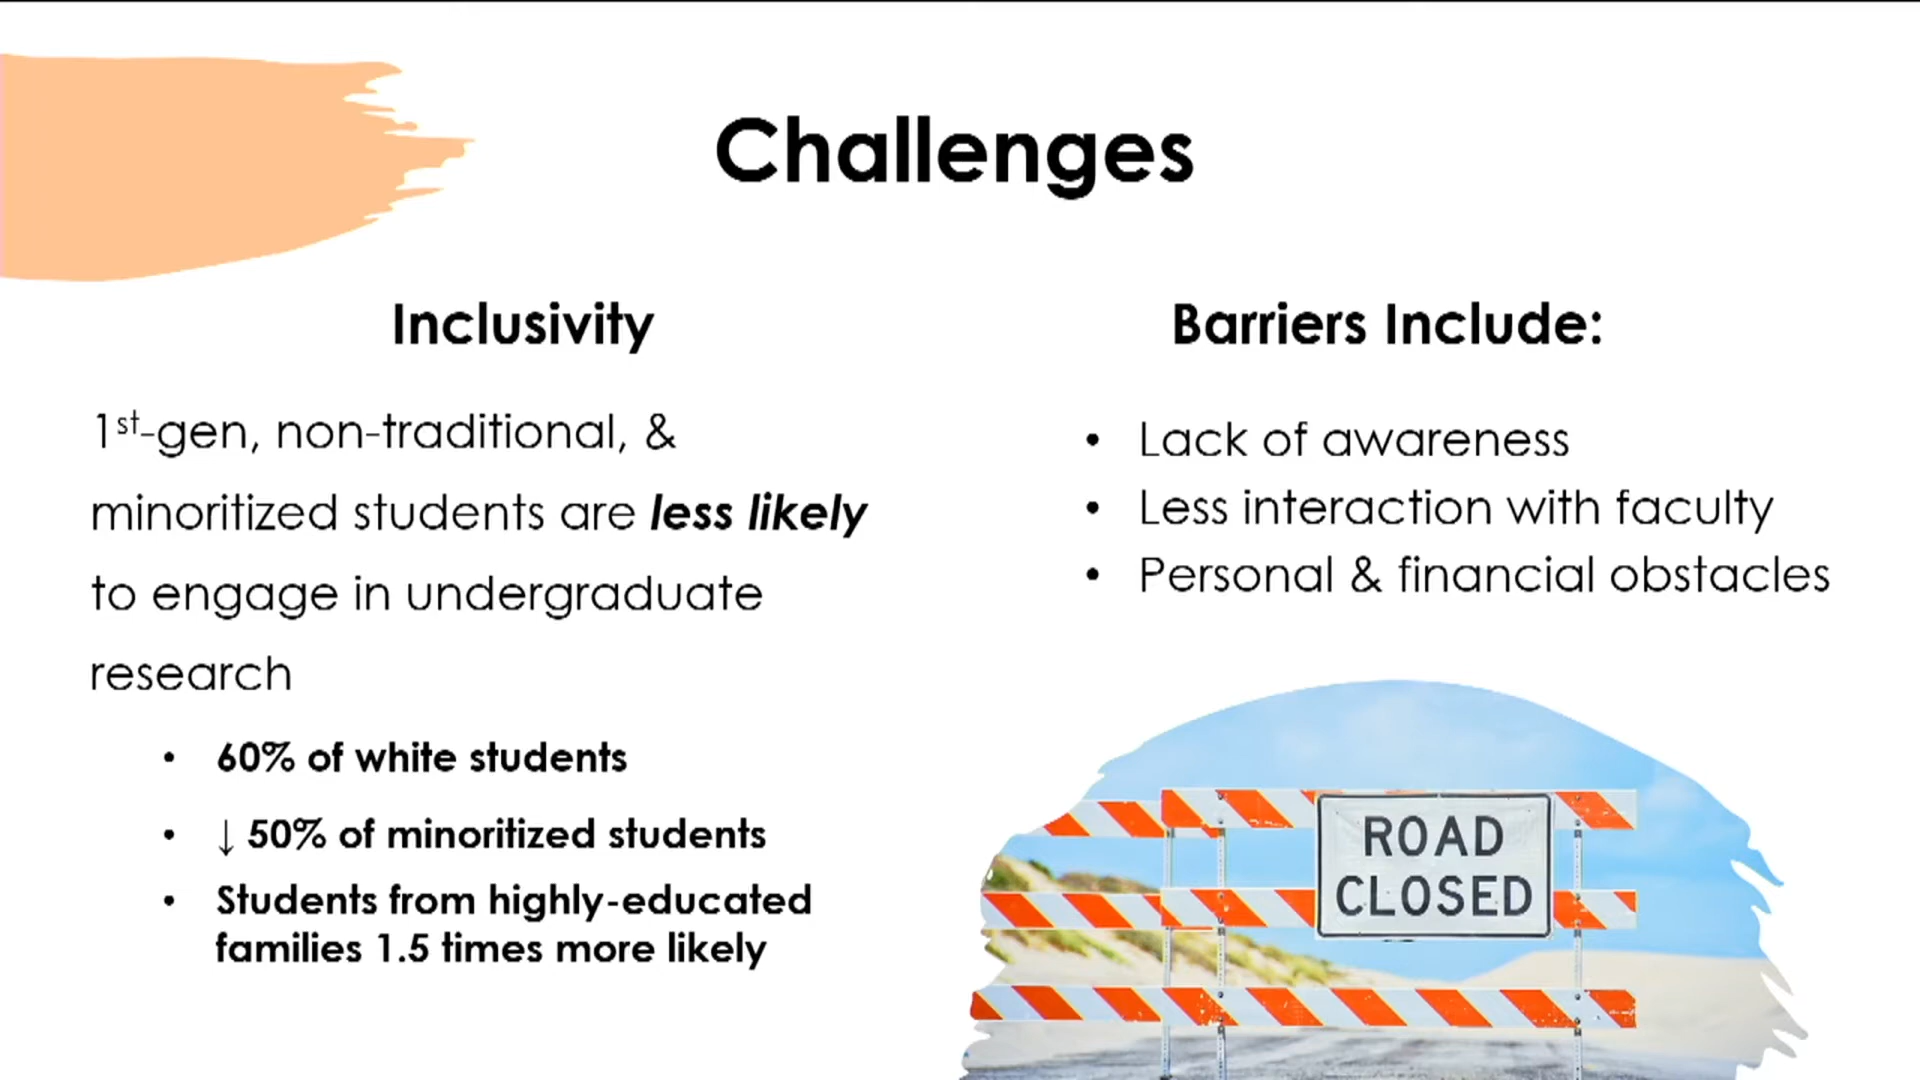 Challenges
Inclusivity
1st-gen, non-traditional, &
minoritized students are less likely
to engage in undergraduate
research
• 60% of white students
• ↓ 50% of minoritized students
• Students from highly-educated
families 1.5 times more likely
Barriers Include:
• Lack of awareness
• Less interaction with faculty
• Personal & financial obstacles
ROAD
CLOSED